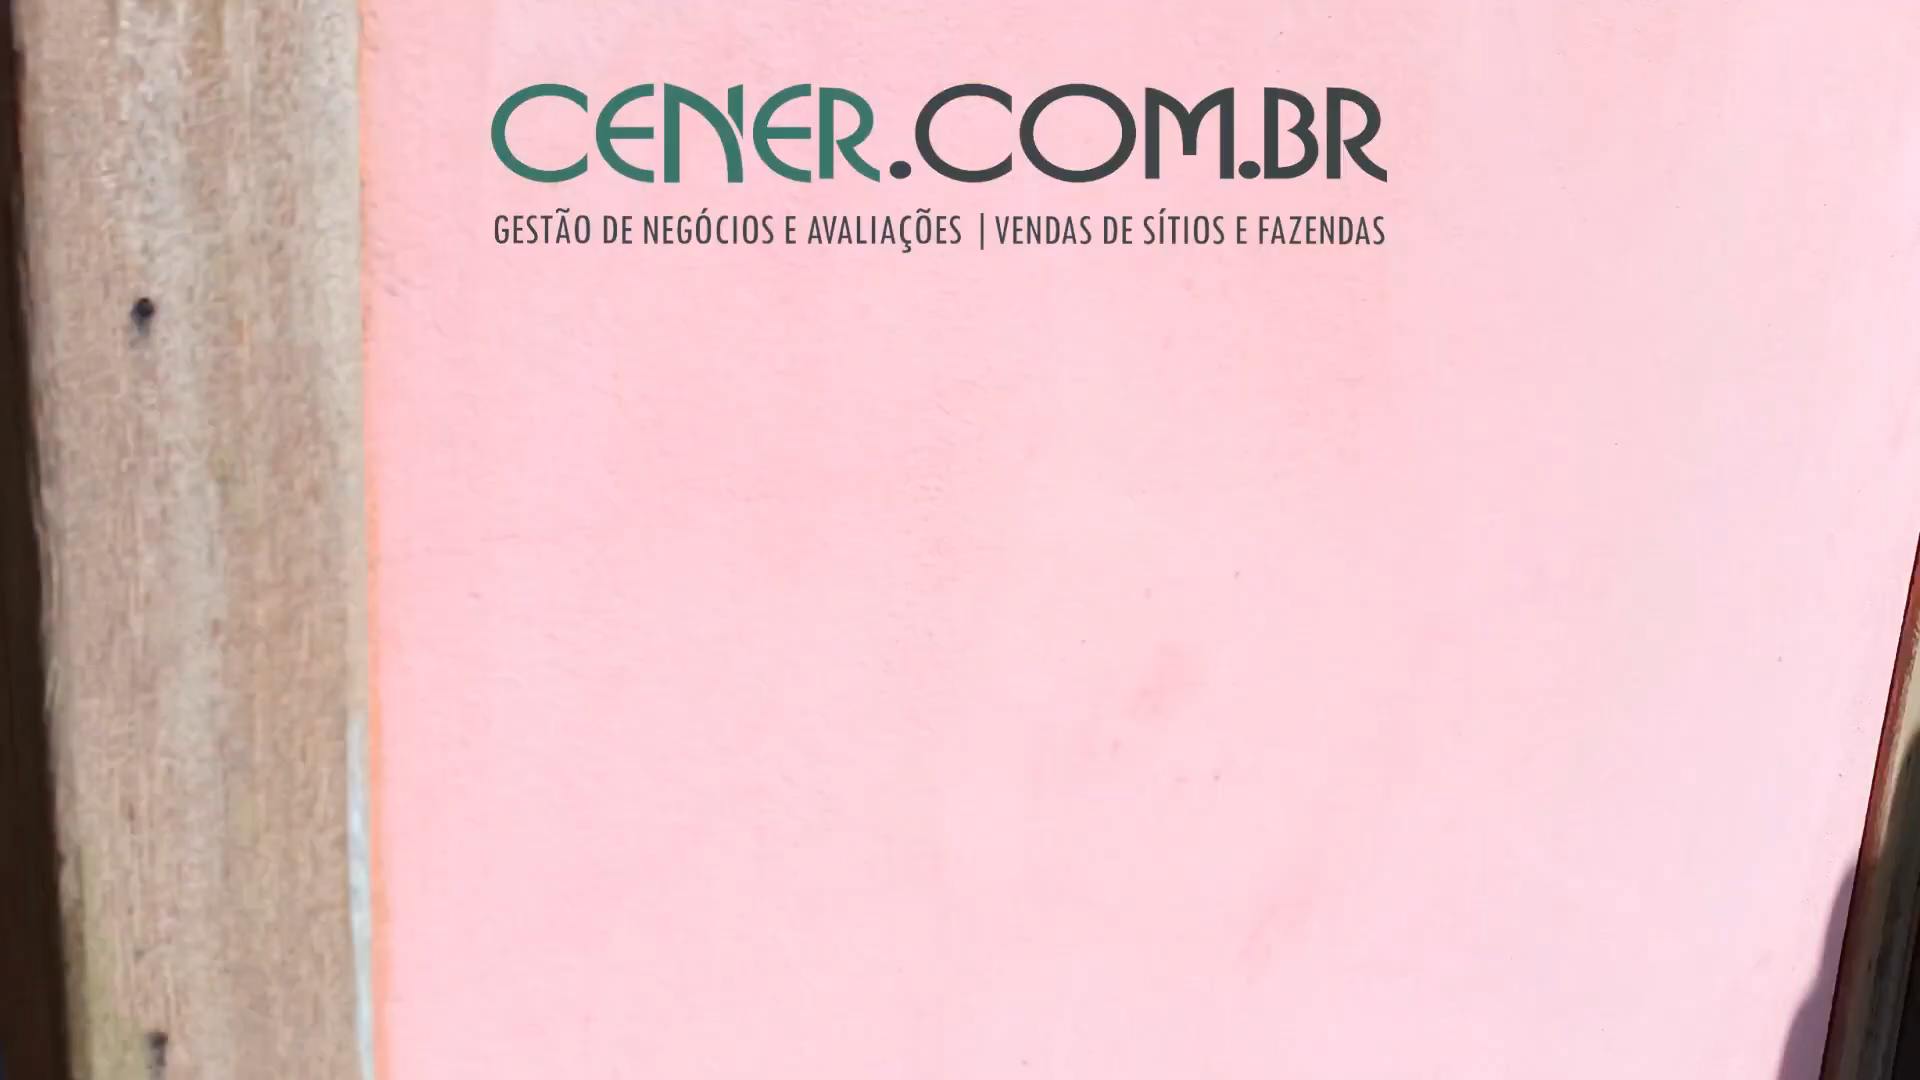 CENER.COM.BR
GESTÃO DE NEGÓCIOS E AVALIAÇÕES | VENDAS DE SÍTIOS E FAZENDAS